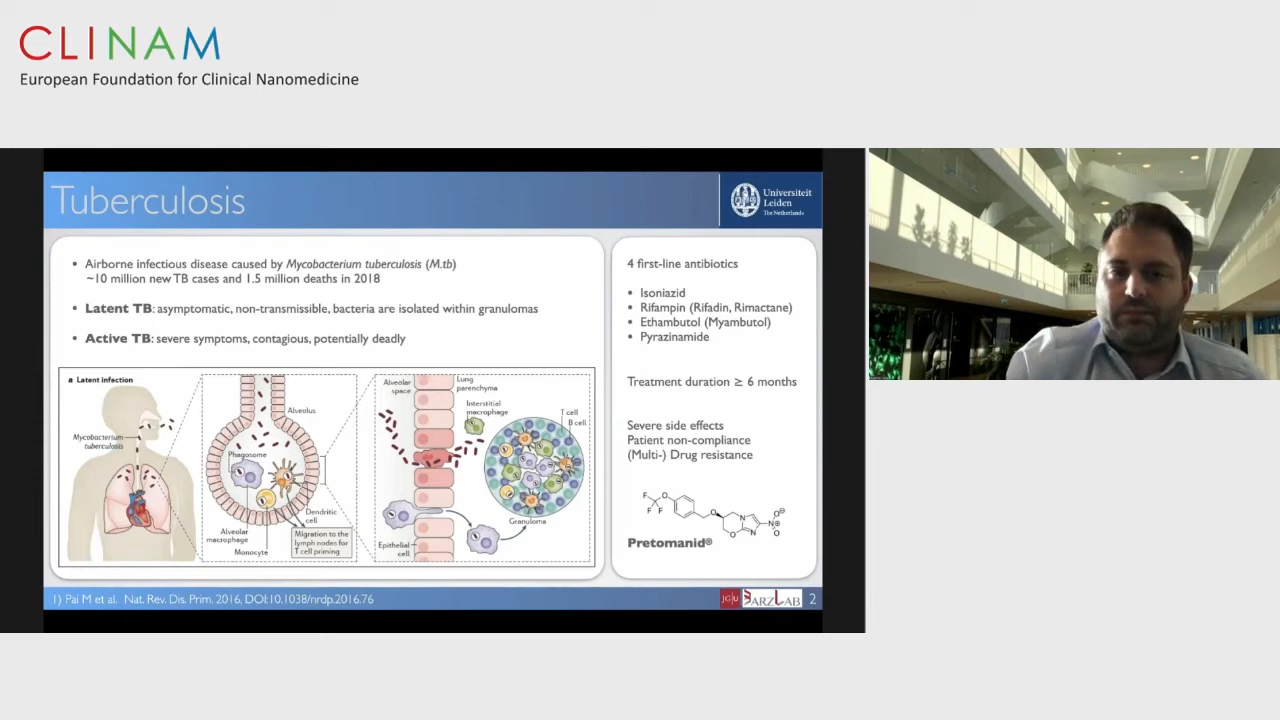 CLINAM
European Foundation for Clinical Nanomedicine
Tuberculosis
Universiteit
Leiden
The Netherlands
• Airborne infectious disease caused by Mycobacterium tuberculosis (M.tb)
~10 million new TB cases and 1.5 million deaths in 2018
• Latent TB: asymptomatic, non-transmissible, bacteria are isolated within granulomas
• Active TB: severe symptoms, contagious, potentially deadly
a Latent infection
Mycobacterium
tuberculosis
Alveolus
Phagosome
Dendritic
cell
Alveolar
macrophage
Monocyte
Migration to the
lymph nodes for
T cell priming
Alveolar
space
Lung
parenchyma
Interstitial
macrophage
T cell
B cell
Granuloma
Epithelial
cell
4 first-line antibiotics
• Isoniazid
• Rifampin (Rifadin, Rimactane)
• Ethambutol (Myambutol)
• Pyrazinamide
Treatment duration ≥ 6 months
Severe side effects
Patient non-compliance
(Multi-) Drug resistance
F
O
F
F
O
N
O
N
N
O
O
Pretomanid®
1) Pai M et al. Nat. Rev. Dis. Prim. 2016, DOI:10.1038/nrdp.2016.76
JG|U
BARZLAB
2